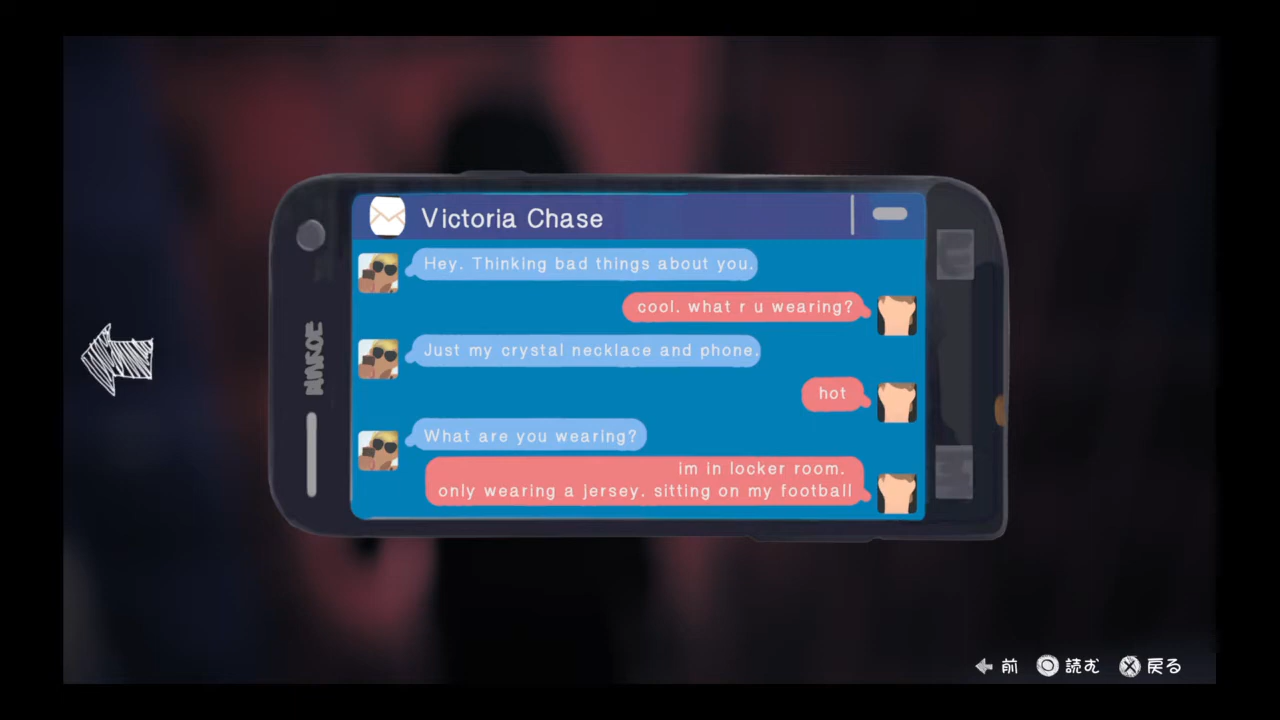 Victoria Chase
Hey. Thinking bad things about you.
cool. what r u wearing?
Just my crystal necklace and phone.
hot
What are you wearing?
im in locker room.
only wearing a jersey. sitting on my football
前
読む
戻る